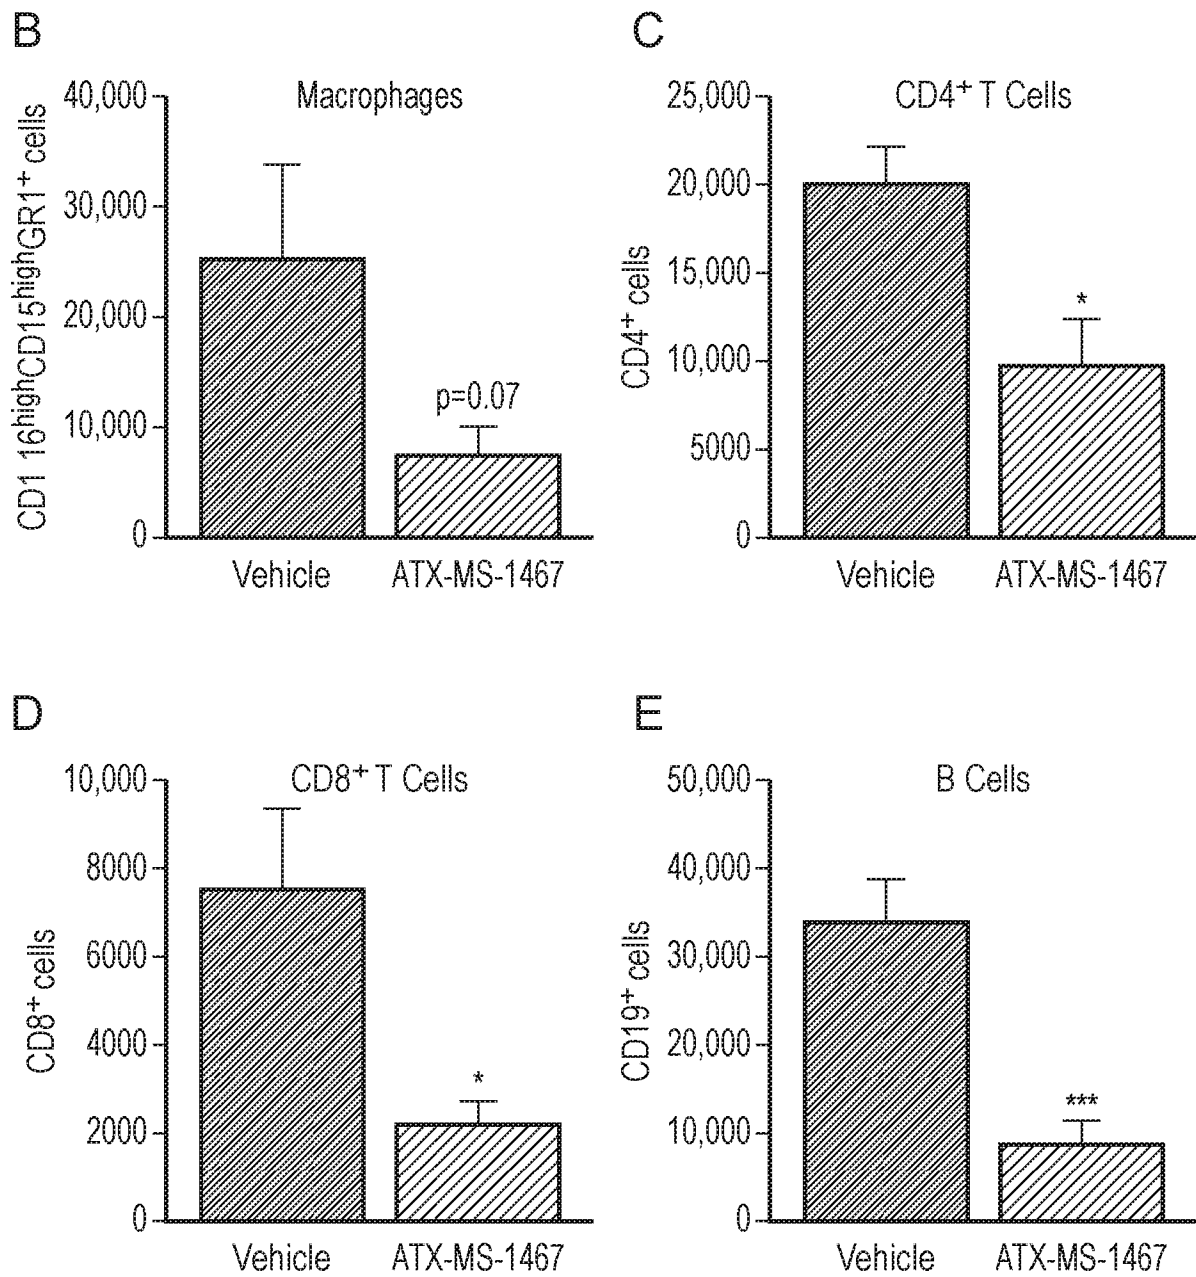 B
Macrophages
CD1 16highCD15highGR1+ cells
40,000
30,000
20,000
10,000
0
p=0.07
Vehicle
ATX-MS-1467
C
CD4+ T Cells
CD4+ cells
25,000
20,000
15,000
10,000
5000
0
*
Vehicle
ATX-MS-1467
D
CD8+ T Cells
CD8+ cells
10,000
8000
6000
4000
2000
0
*
Vehicle
ATX-MS-1467
E
B Cells
CD19+ cells
50,000
40,000
30,000
20,000
10,000
0
***
Vehicle
ATX-MS-1467